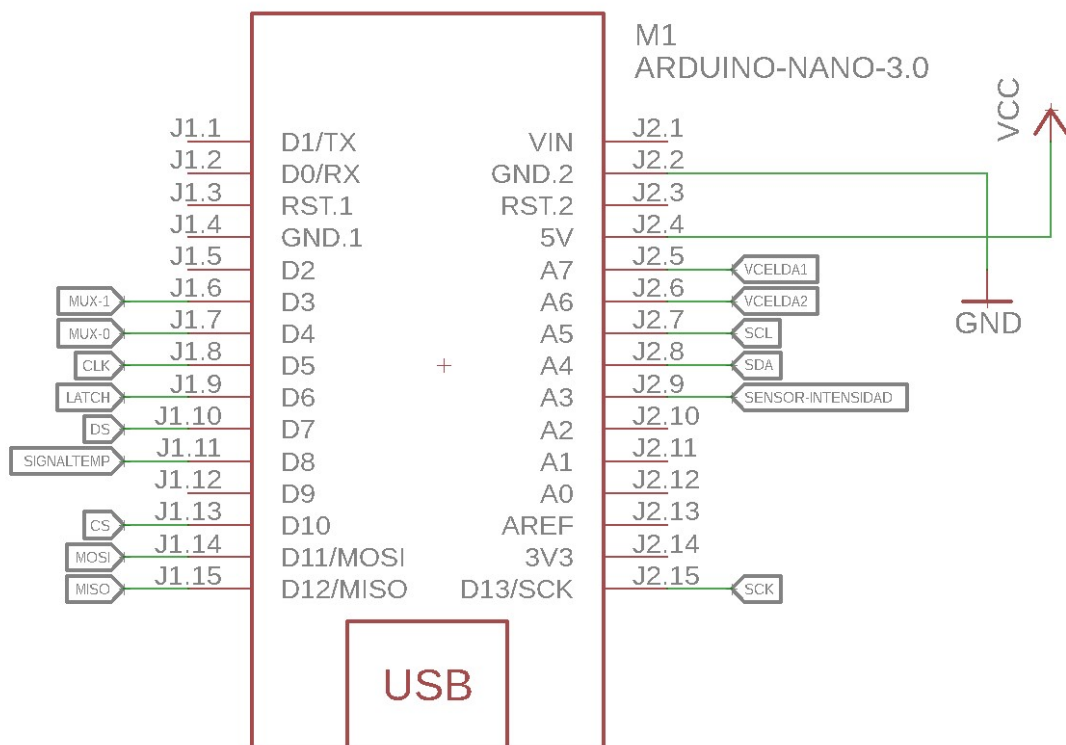 M1
ARDUINO-NANO-3.0
VCC
J1.1 D1/TX VIN J2.1
J1.2 D0/RX GND.2 J2.2
J1.3 RST.1 RST.2 J2.3
J1.4 GND.1 5V J2.4
J1.5 D2 A7 J2.5 VCELDA1
MUX-1 J1.6 D3 A6 J2.6 VCELDA2
MUX-0 J1.7 D4 A5 J2.7 SCL
GND
CLK J1.8 D5 A4 J2.8 SDA
LATCH J1.9 D6 A3 J2.9 SENSOR-INTENSIDAD
DS J1.10 D7 A2 J2.10
SIGNALTEMP J1.11 D8 A1 J2.11
J1.12 D9 A0 J2.12
CS J1.13 D10 AREF J2.13
MOSI J1.14 D11/MOSI 3V3 J2.14
MISO J1.15 D12/MISO D13/SCK J2.15 SCK
USB